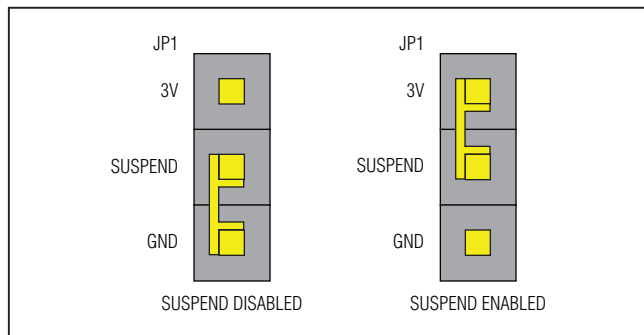 JP1
3V
SUSPEND
GND
SUSPEND DISABLED
JP1
3V
SUSPEND
GND
SUSPEND ENABLED